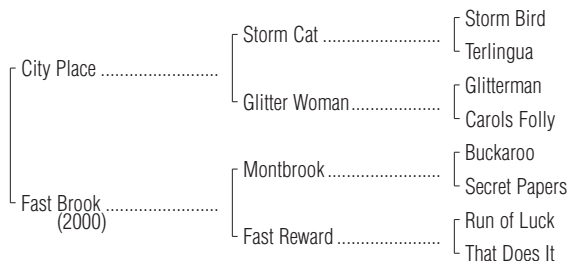 Storm Bird
Storm Cat ........................................
Terlingua
City Place ........................................
Glitterman
Glitter Woman ..............................
Carols Folly
Buckaroo
Montbrook ......................................
Secret Papers
Fast Brook ......................................
(2000)
Run of Luck
Fast Reward ...................................
That Does It